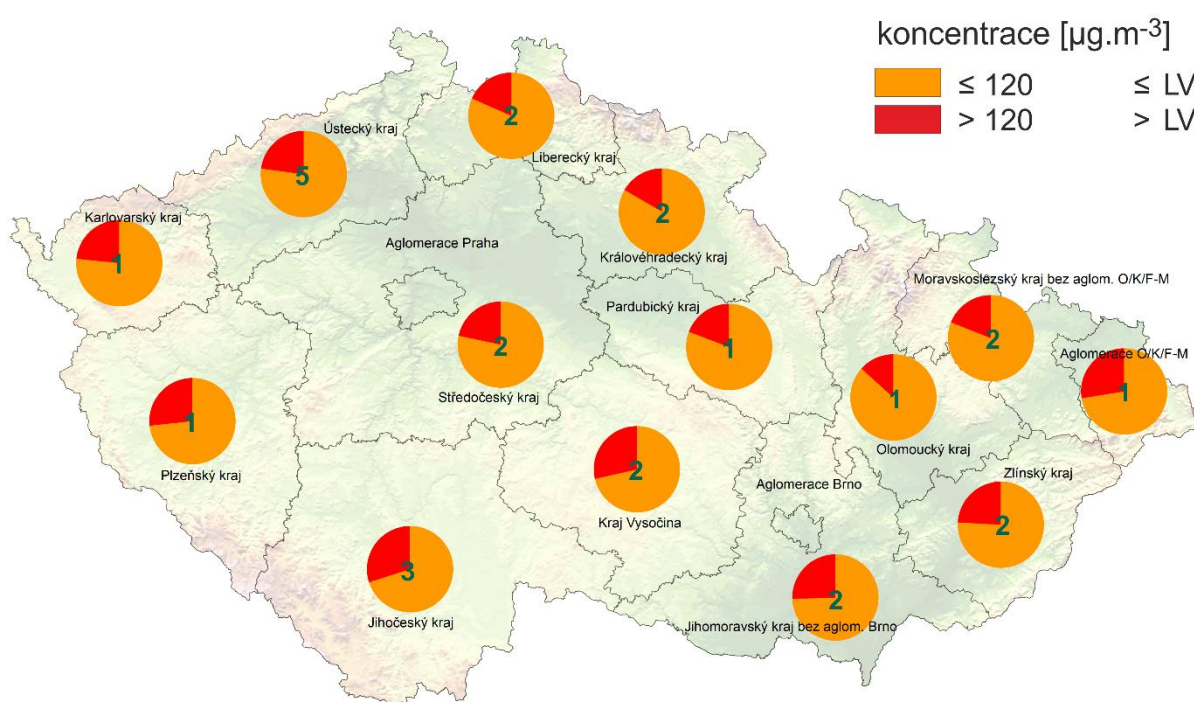 koncentrace [µg.m-3]
≤ 120 ≤ LV
> 120 > LV
2
Ústecký kraj
Liberecký kraj
5
2
Karlovarský kraj
Aglomerace Praha
Královéhradecký kraj
1
Moravskoslezský kraj bez aglom. O/K/F-M
Pardubický kraj
2
2
1
Aglomerace O/K/F-M
Středočeský kraj
1
1
1
Olomoucký kraj
Plzeňský kraj
2
Zlínský kraj
Aglomerace Brno
Kraj Vysočina
2
3
2
Jihočeský kraj
Jihomoravský kraj bez aglom. Brno